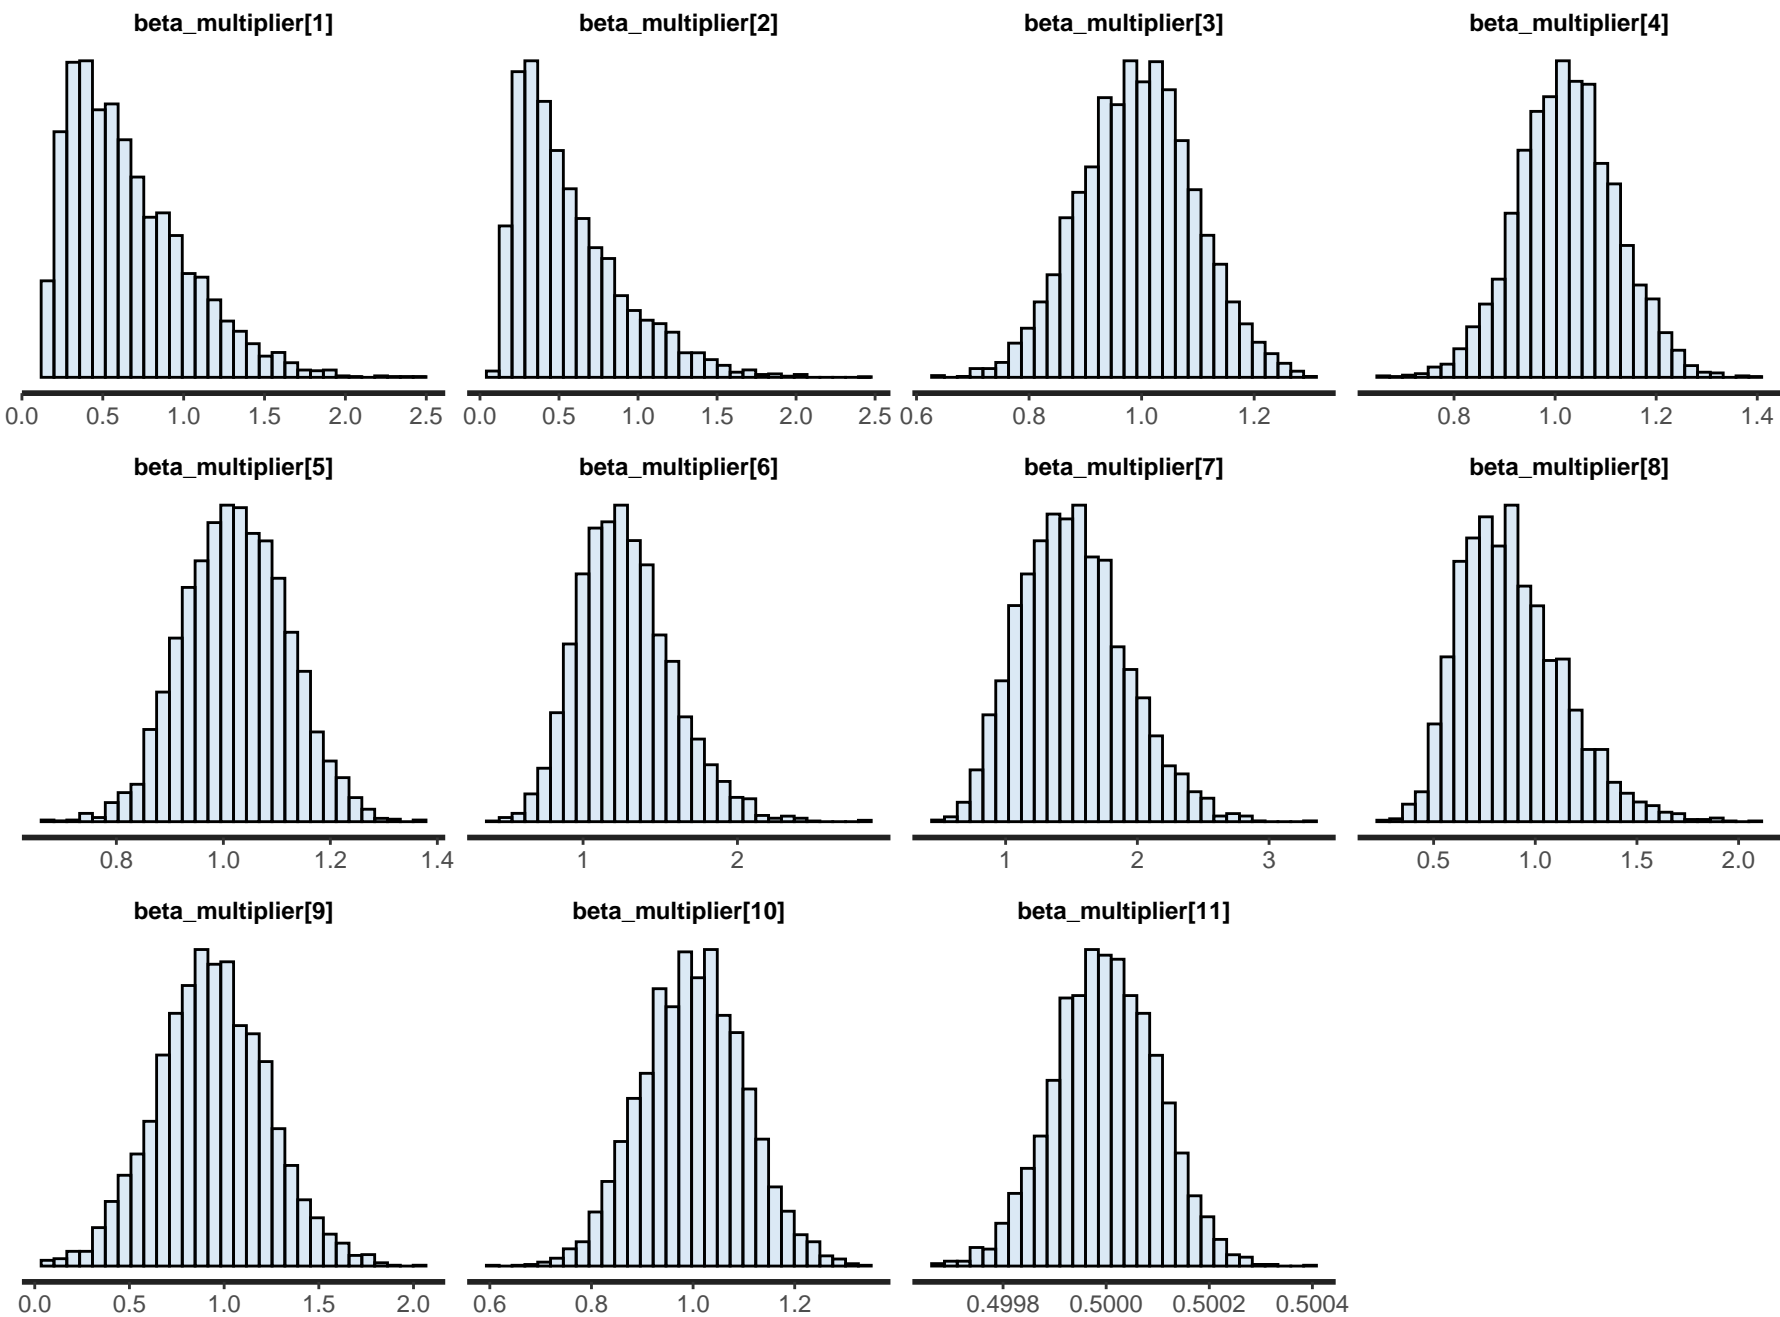 beta_multiplier[1] beta_multiplier[2] beta_multiplier[3] beta_multiplier[4]
0.0 0.5 1.0 1.5 2.0 2.5 0.0 0.5 1.0 1.5 2.0 2.5 0.6 0.8 1.0 1.2 0.8 1.0 1.2 1.4
beta_multiplier[5] beta_multiplier[6] beta_multiplier[7] beta_multiplier[8]
0.8 1.0 1.2 1.4 1 2 1 2 3 0.5 1.0 1.5 2.0
beta_multiplier[9] beta_multiplier[10] beta_multiplier[11]
0.0 0.5 1.0 1.5 2.0 0.6 0.8 1.0 1.2 0.4998 0.5000 0.5002 0.5004